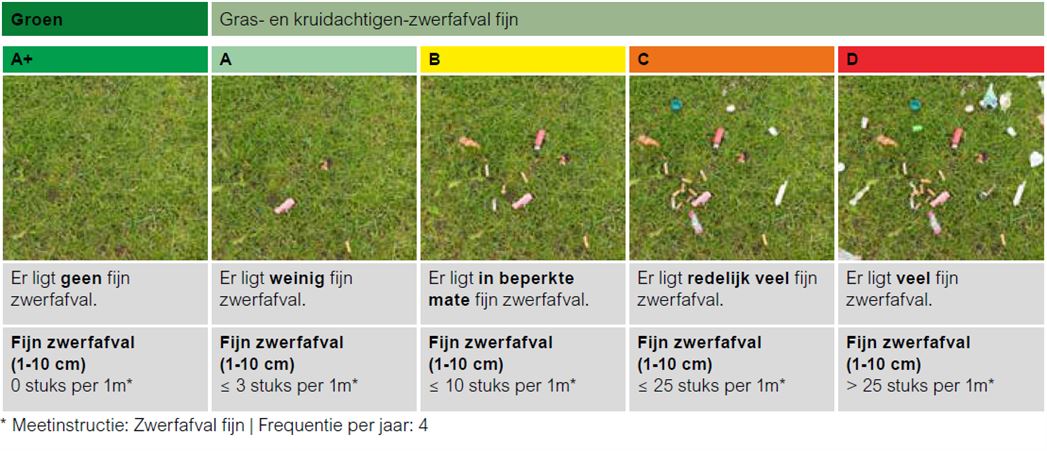 Groen
Gras- en kruidachtigen-zwerfafval fijn
A+
A
B
C
D
Er ligt geen fijn
zwerfafval.
Er ligt weinig fijn
zwerfafval.
Er ligt in beperkte
mate fijn zwerfafval.
Er ligt redelijk veel fijn
zwerfafval.
Er ligt veel fijn
zwerfafval.
Fijn zwerfafval
(1-10 cm)
0 stuks per 1m*
Fijn zwerfafval
(1-10 cm)
≤ 3 stuks per 1m*
Fijn zwerfafval
(1-10 cm)
≤ 10 stuks per 1m*
Fijn zwerfafval
(1-10 cm)
≤ 25 stuks per 1m*
Fijn zwerfafval
(1-10 cm)
> 25 stuks per 1m*
* Meetinstructie: Zwerfafval fijn | Frequentie per jaar: 4